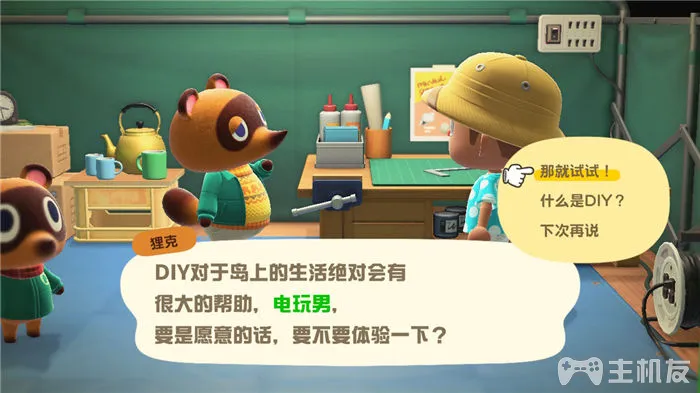 那就试试！
什么是DIY？
下次再说
狸克
DIY对于岛上的生活绝对会有
很大的帮助，电玩男，
要是愿意的话，要不要体验一下？
主机友